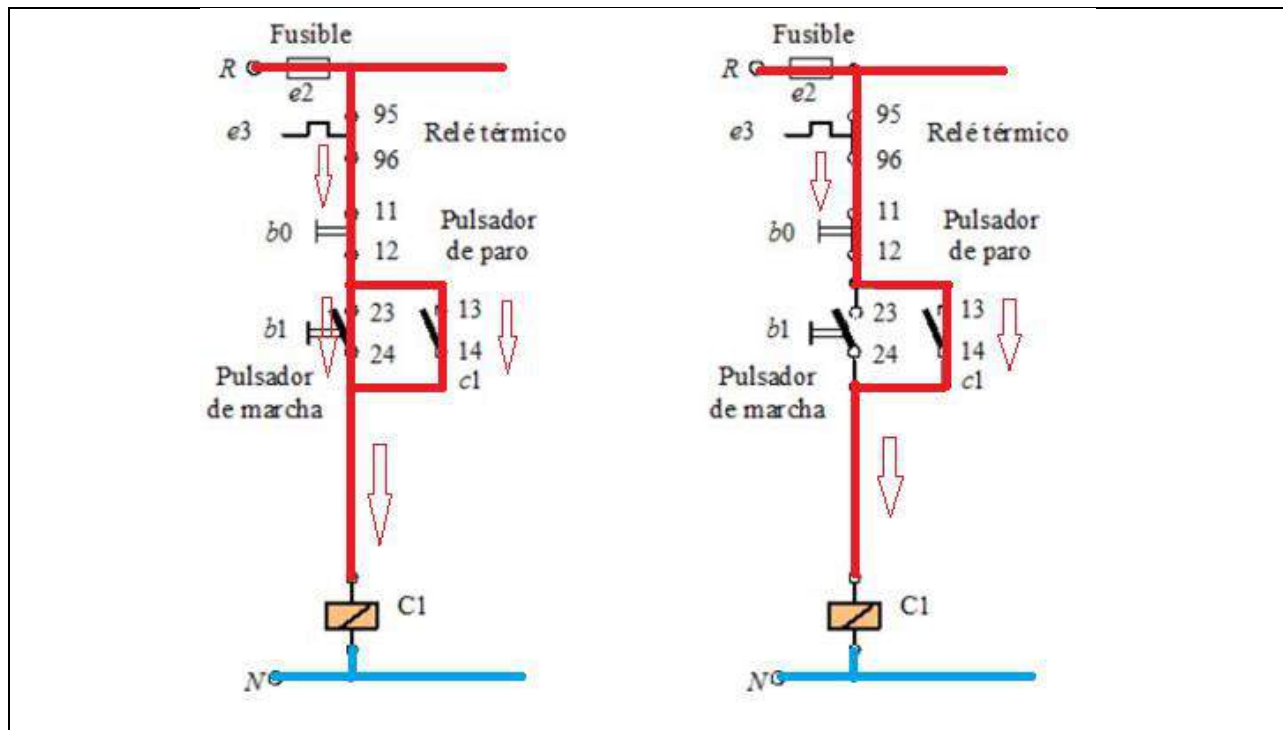 Fusible
R
e2
95
e3
Relé térmico
96
11
b0
Pulsador
de paro
12
23
13
b1
24
14
c1
Pulsador
de marcha
C1
N
Fusible
R
e2
95
e3
Relé térmico
96
11
b0
Pulsador
de paro
12
23
13
b1
24
14
c1
Pulsador
de marcha
C1
N